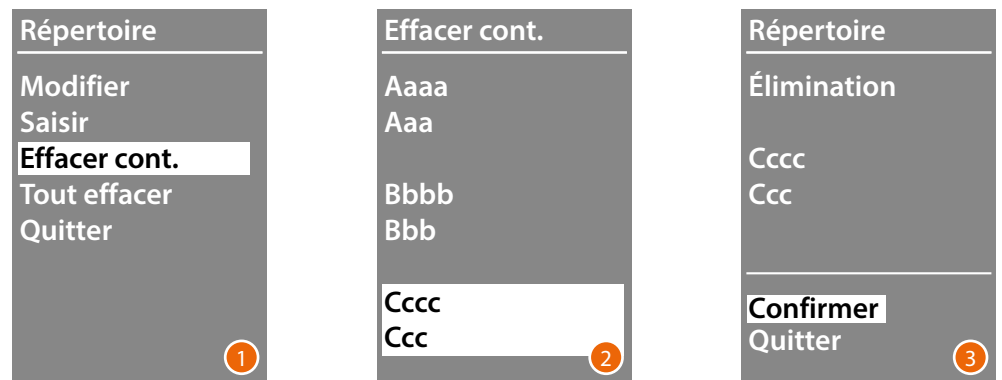 Répertoire
Modifier
Saisir
Effacer cont.
Tout effacer
Quitter
1
Effacer cont.
Aaaa
Aaa
Bbbb
Bbb
Cccc
Ccc
2
Répertoire
Élimination
Cccc
Ccc
Confirmer
Quitter
3